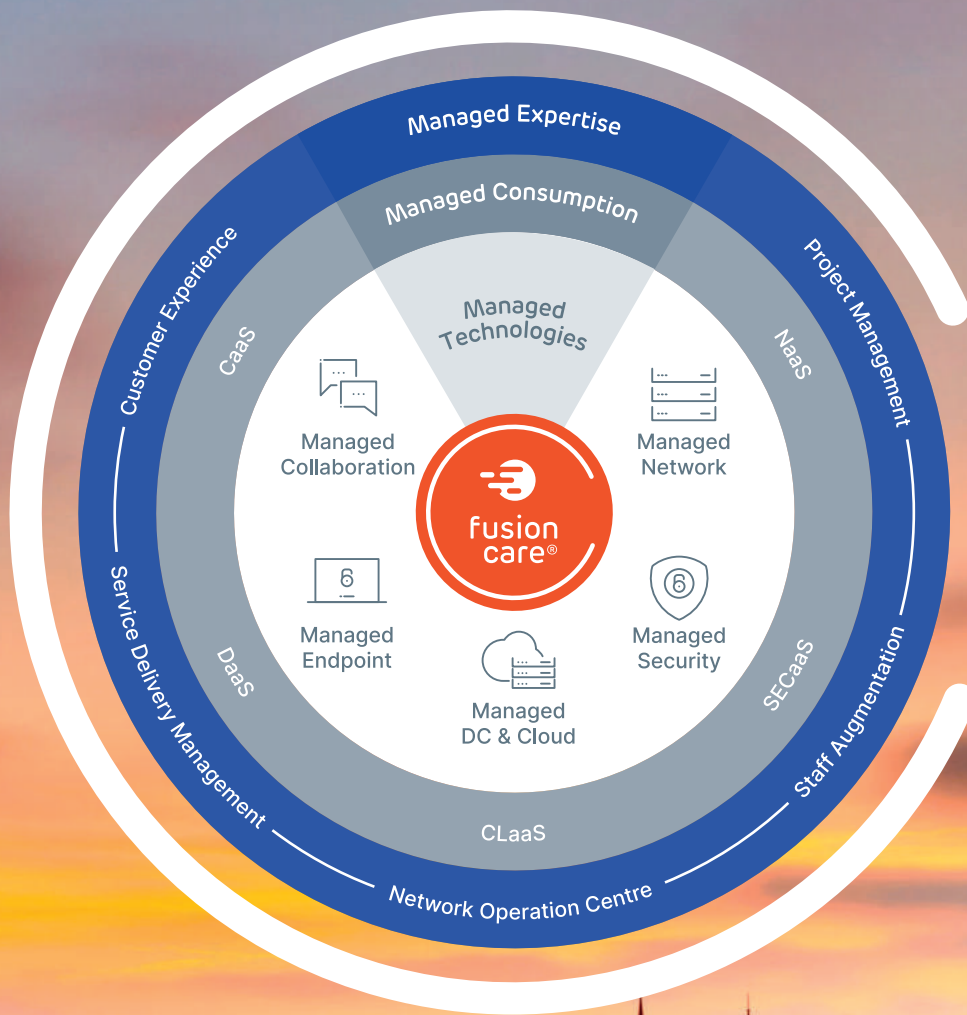 Managed Expertise
Managed Consumption
Managed
Technologies
Customer Experience
Project Management
CaaS
NaaS
Managed
Collaboration
Managed
Network
fusion
care®
Managed
Endpoint
Managed
Security
DaaS
SECaaS
Managed
DC & Cloud
Service Delivery Management
Staff Augmentation
CLaaS
Network Operation Centre